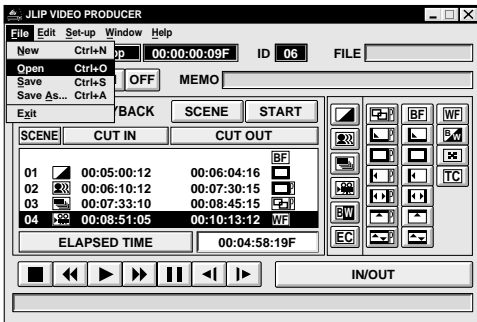 JLIP VIDEO PRODUCER
File Edit Set-up Window Help
New Ctrl+N
Open Ctrl+O
Save Ctrl+S
Save As... Ctrl+A
Exit
00:00:00:09F ID 06 FILE
OFF MEMO
BACK SCENE START
SCENE CUT IN CUT OUT
BF
01 00:05:00:12 00:06:04:16
02 00:06:10:12 00:07:30:15 P
03 00:07:33:10 00:08:45:15 P
04 00:08:51:05 00:10:13:12 WF
ELAPSED TIME 00:04:58:19F
P BF WF
P B/W
P
P TC
P
BW P
EC P
IN/OUT